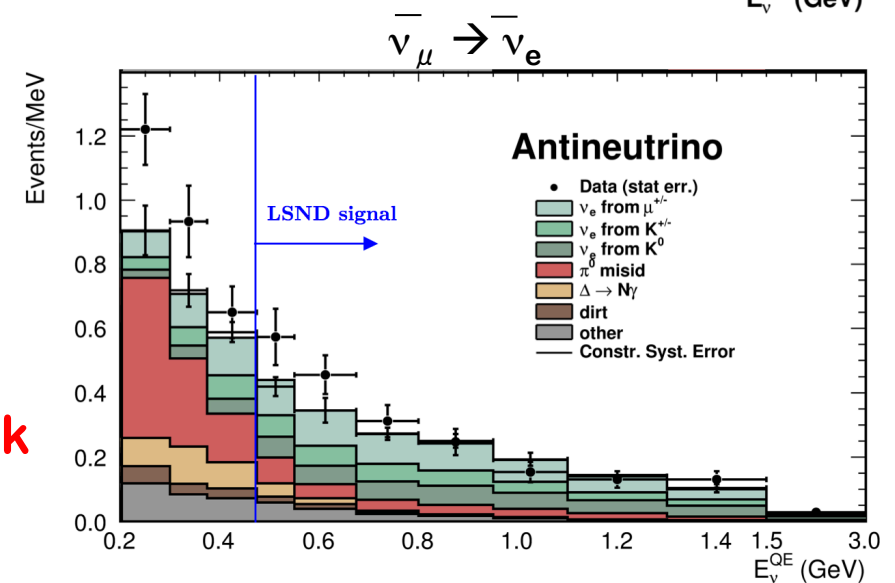 E_ν (GeV)
ν̅_μ → ν̅_e
Events/MeV
1.2
1.0
0.8
0.6
0.4
0.2
0.0
Antineutrino
LSND signal
Data (stat err.)
ν_e from μ^+/-
ν_e from K^+/-
ν_e from K^0
π^0 misid
Δ → Nγ
dirt
other
Constr. Syst. Error
k
0.2 0.4 0.6 0.8 1.0 1.2 1.4 1.5 3.0
E_ν^QE (GeV)